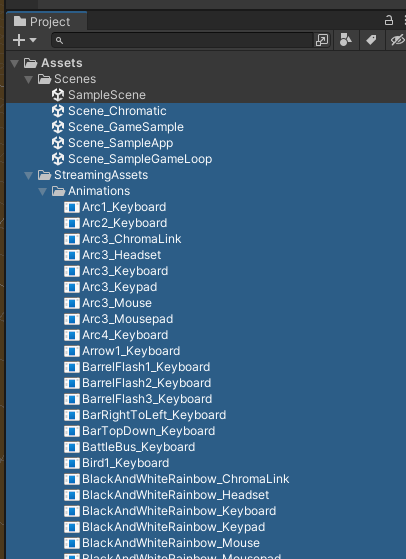 Project
Assets
Scenes
SampleScene
Scene_Chromatic
Scene_GameSample
Scene_SampleApp
Scene_SampleGameLoop
StreamingAssets
Animations
Arc1_Keyboard
Arc2_Keyboard
Arc3_ChromaLink
Arc3_Headset
Arc3_Keyboard
Arc3_Keypad
Arc3_Mouse
Arc3_Mousepad
Arc4_Keyboard
Arrow1_Keyboard
BarrelFlash1_Keyboard
BarrelFlash2_Keyboard
BarrelFlash3_Keyboard
BarRightToLeft_Keyboard
BarTopDown_Keyboard
BattleBus_Keyboard
Bird1_Keyboard
BlackAndWhiteRainbow_ChromaLink
BlackAndWhiteRainbow_Headset
BlackAndWhiteRainbow_Keyboard
BlackAndWhiteRainbow_Keypad
BlackAndWhiteRainbow_Mouse
BlackAndWhiteRainbow_Mousepad